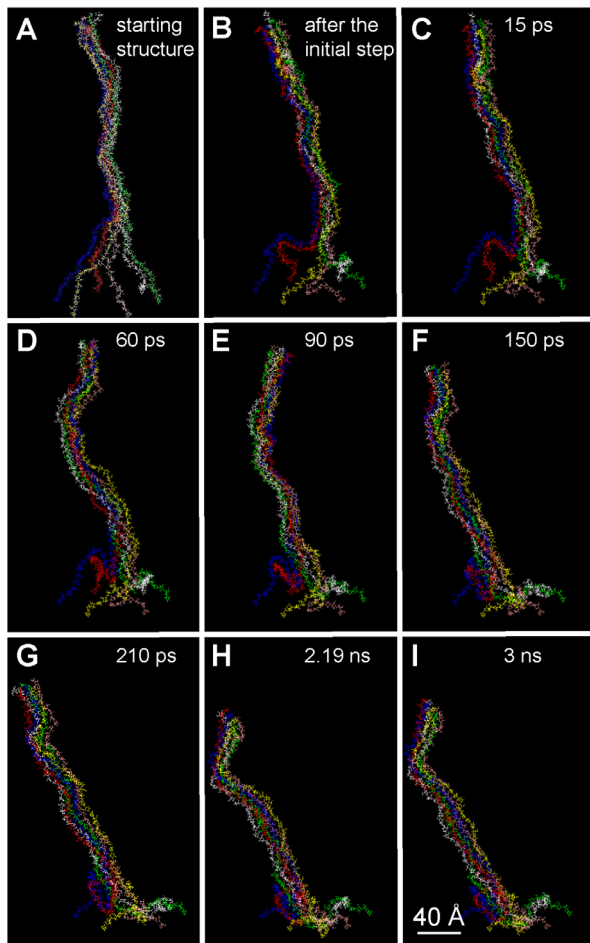 A starting
structure
B after the
initial step
C 15 ps
D 60 ps
E 90 ps
F 150 ps
G 210 ps
H 2.19 ns
I 3 ns
40 Å